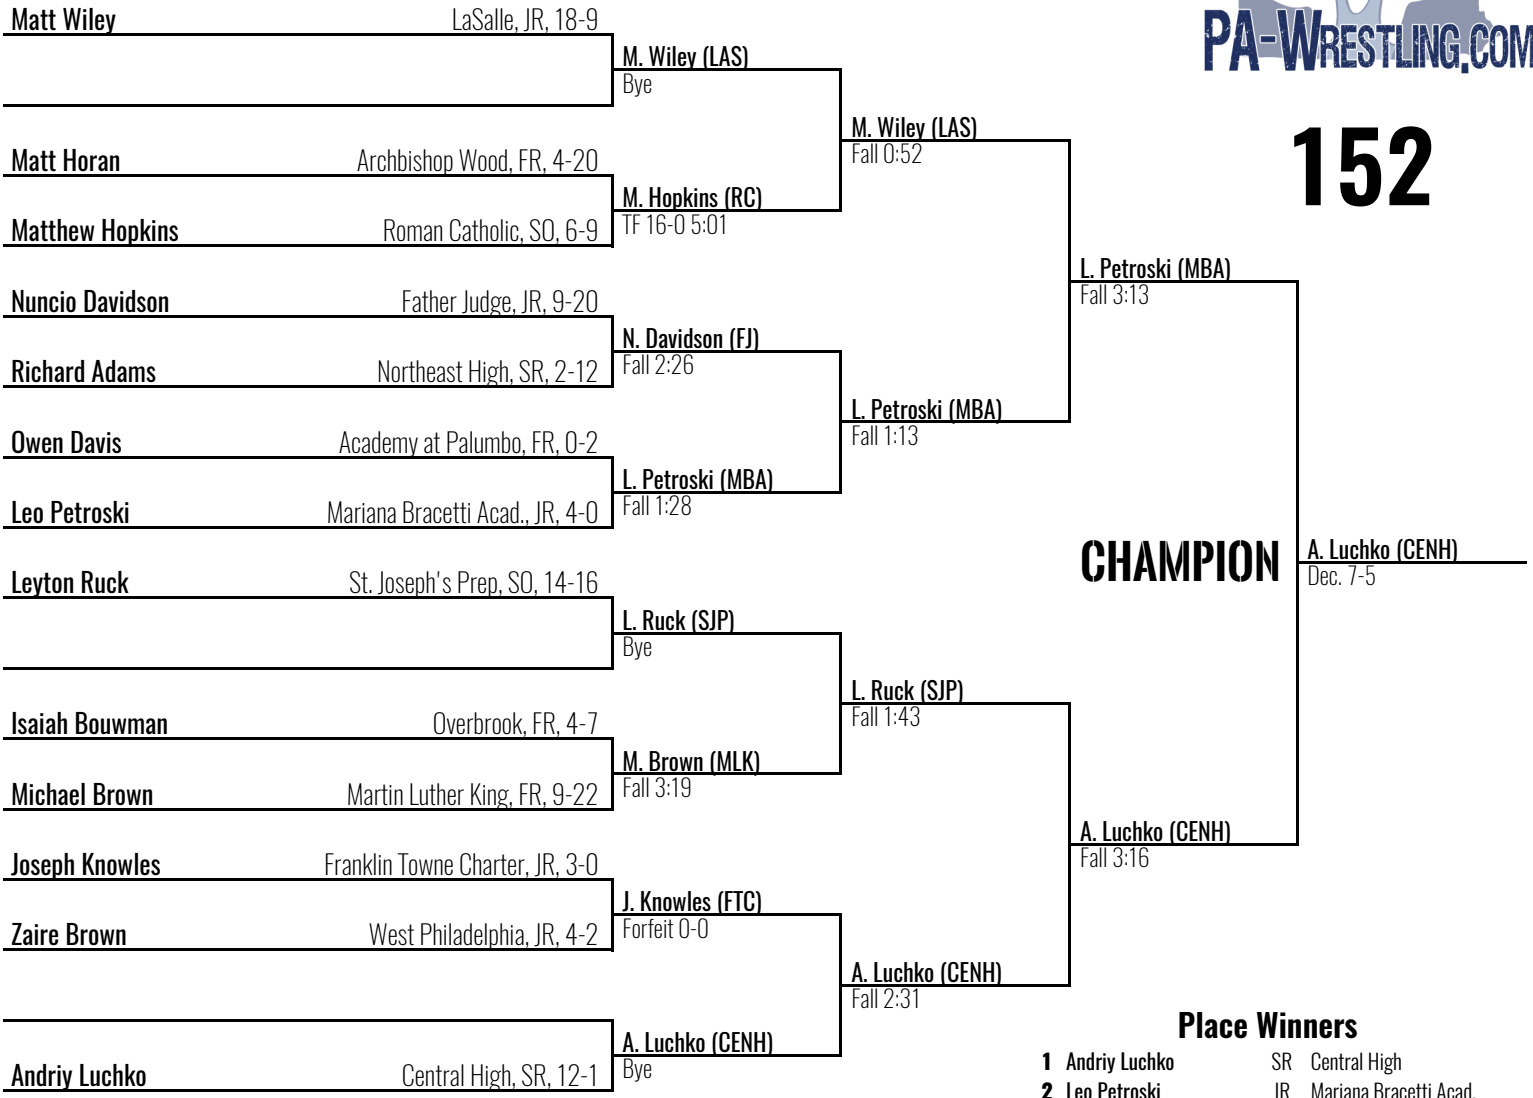 Matt Wiley LaSalle, JR, 18-9
M. Wiley (LAS)
Bye
Matt Horan Archbishop Wood, FR, 4-20
M. Hopkins (RC)
TF 16-0 5:01
Matthew Hopkins Roman Catholic, SO, 6-9
M. Wiley (LAS)
Fall 0:52
Nuncio Davidson Father Judge, JR, 9-20
N. Davidson (FJ)
Fall 2:26
Richard Adams Northeast High, SR, 2-12
Owen Davis Academy at Palumbo, FR, 0-2
L. Petroski (MBA)
Fall 1:28
Leo Petroski Mariana Bracetti Acad., JR, 4-0
L. Petroski (MBA)
Fall 1:13
L. Petroski (MBA)
Fall 3:13
Leyton Ruck St. Joseph's Prep, SO, 14-16
L. Ruck (SJP)
Bye
Isaiah Bouwman Overbrook, FR, 4-7
M. Brown (MLK)
Fall 3:19
Michael Brown Martin Luther King, FR, 9-22
L. Ruck (SJP)
Fall 1:43
Joseph Knowles Franklin Towne Charter, JR, 3-0
J. Knowles (FTC)
Forfeit 0-0
Zaire Brown West Philadelphia, JR, 4-2
A. Luchko (CENH)
Bye
Andriy Luchko Central High, SR, 12-1
A. Luchko (CENH)
Fall 2:31
A. Luchko (CENH)
Fall 3:16
PA-WRESTLING.COM
152
CHAMPION
A. Luchko (CENH)
Dec. 7-5
Place Winners
1 Andriy Luchko SR Central High
2 Leo Petroski JR Mariana Bracetti Acad.